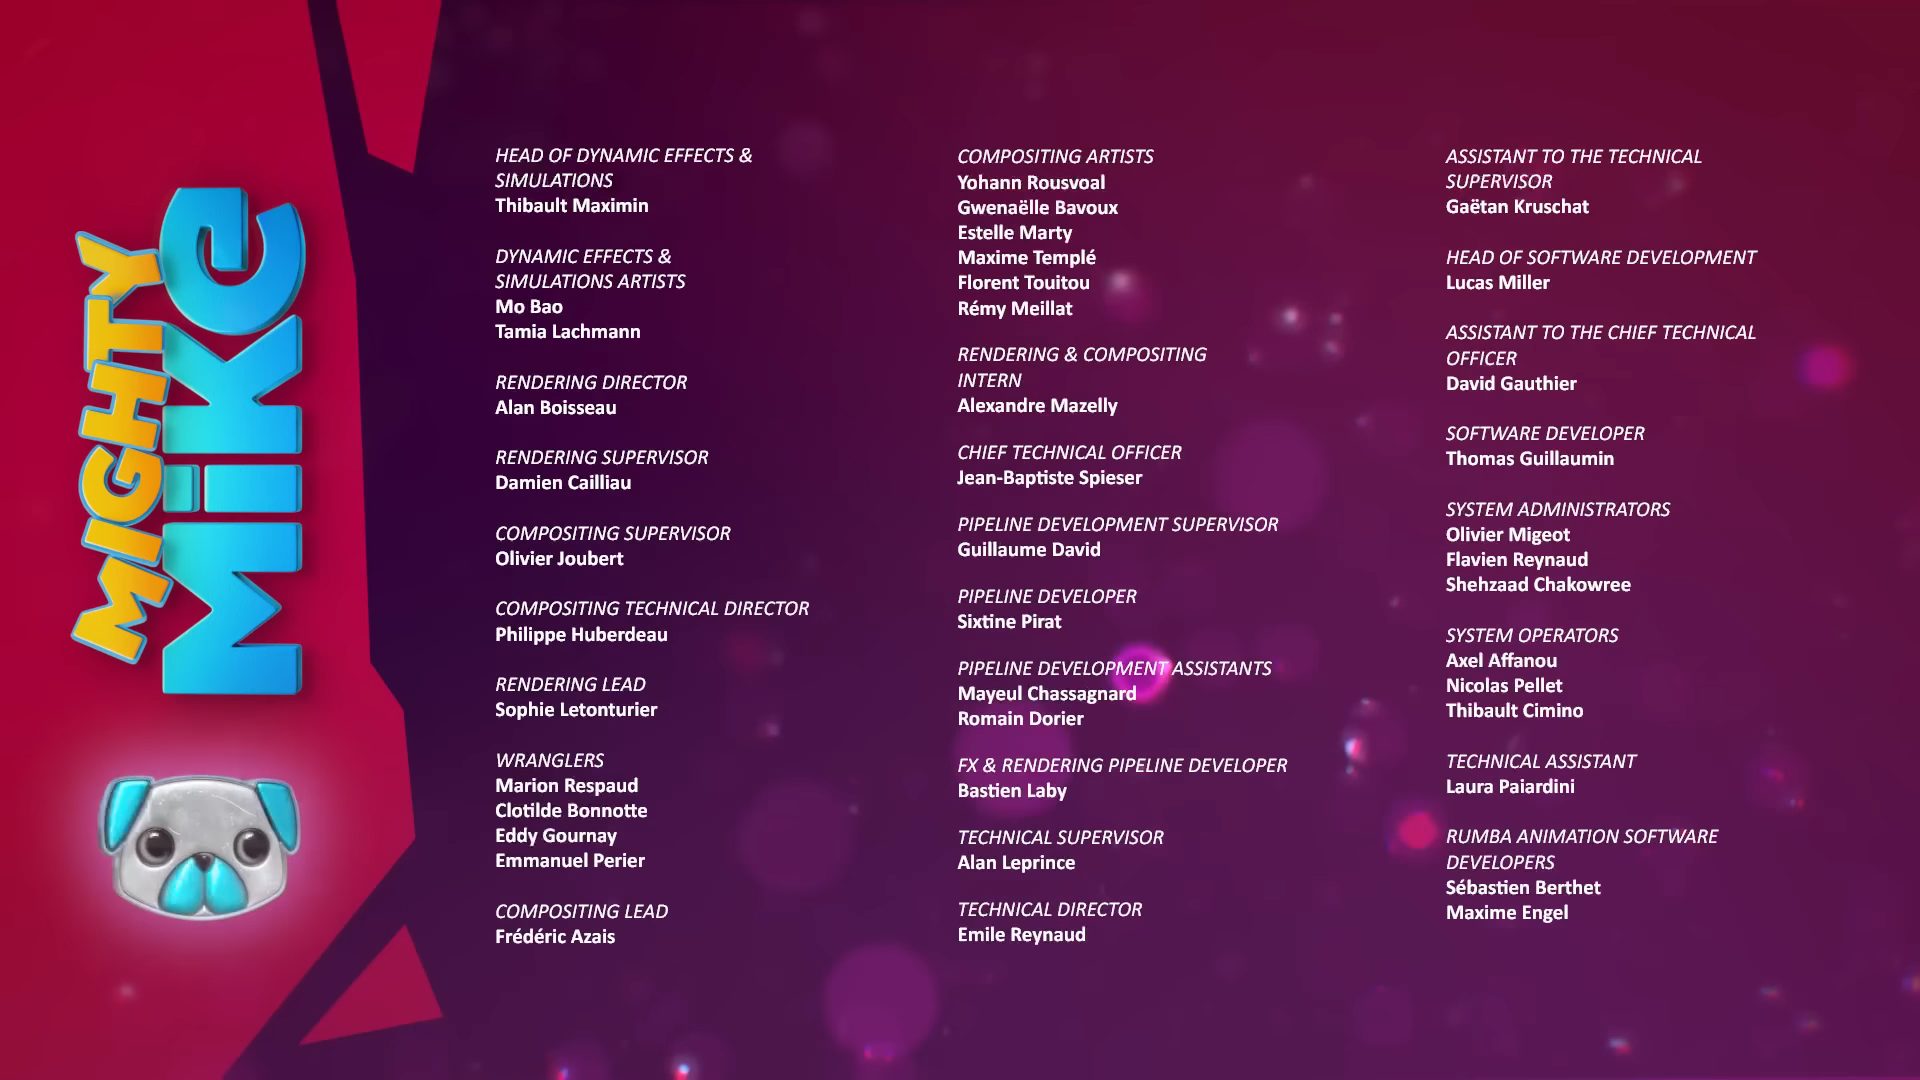 MIGHTY
MiKe
HEAD OF DYNAMIC EFFECTS &
SIMULATIONS
Thibault Maximin
DYNAMIC EFFECTS &
SIMULATIONS ARTISTS
Mo Bao
Tamia Lachmann
RENDERING DIRECTOR
Alan Boisseau
RENDERING SUPERVISOR
Damien Cailliau
COMPOSITING SUPERVISOR
Olivier Joubert
COMPOSITING TECHNICAL DIRECTOR
Philippe Huberdeau
RENDERING LEAD
Sophie Letonturier
WRANGLERS
Marion Respaud
Clotilde Bonnotte
Eddy Gournay
Emmanuel Perier
COMPOSITING LEAD
Frédéric Azais
COMPOSITING ARTISTS
Yohann Rousvoal
Gwenaëlle Bavoux
Estelle Marty
Maxime Templé
Florent Touitou
Rémy Meillat
RENDERING & COMPOSITING
INTERN
Alexandre Mazelly
CHIEF TECHNICAL OFFICER
Jean-Baptiste Spieser
PIPELINE DEVELOPMENT SUPERVISOR
Guillaume David
PIPELINE DEVELOPER
Sixtine Pirat
PIPELINE DEVELOPMENT ASSISTANTS
Mayeul Chassagnard
Romain Dorier
FX & RENDERING PIPELINE DEVELOPER
Bastien Laby
TECHNICAL SUPERVISOR
Alan Leprince
TECHNICAL DIRECTOR
Emile Reynaud
ASSISTANT TO THE TECHNICAL
SUPERVISOR
Gaëtan Kruschat
HEAD OF SOFTWARE DEVELOPMENT
Lucas Miller
ASSISTANT TO THE CHIEF TECHNICAL
OFFICER
David Gauthier
SOFTWARE DEVELOPER
Thomas Guillaumin
SYSTEM ADMINISTRATORS
Olivier Migeot
Flavien Reynaud
Shehzaad Chakowree
SYSTEM OPERATORS
Axel Affanou
Nicolas Pellet
Thibault Cimino
TECHNICAL ASSISTANT
Laura Paiardini
RUMBA ANIMATION SOFTWARE
DEVELOPERS
Sébastien Berthet
Maxime Engel